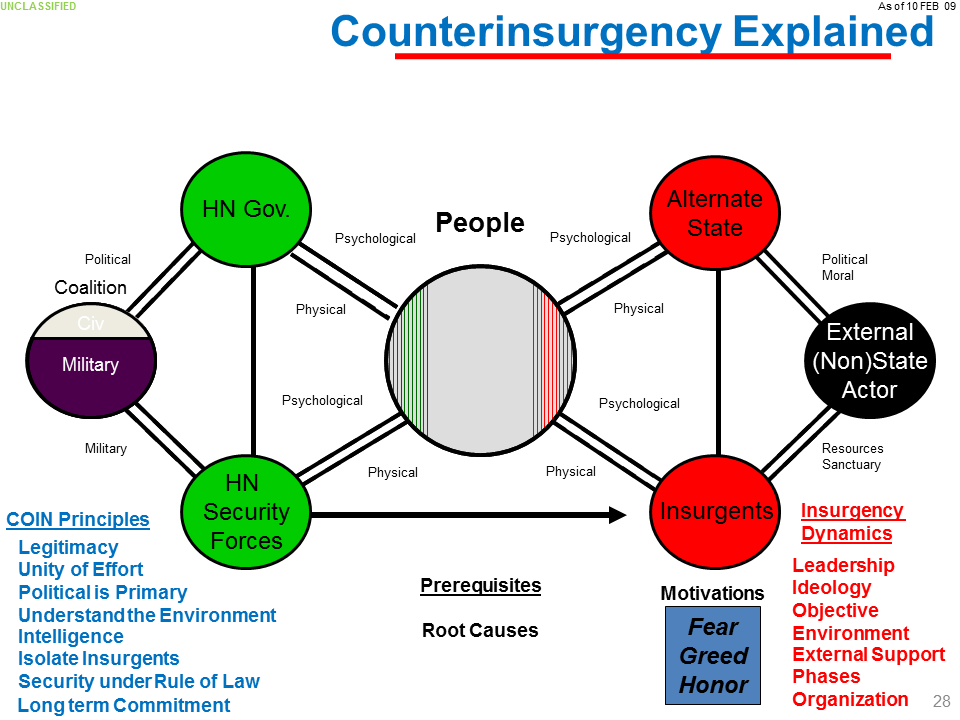 UNCLASSIFIED
As of 10 FEB 09
Counterinsurgency Explained
HN Gov.
Alternate
State
People
Psychological
Psychological
Political
Political
Moral
Coalition
Physical
Physical
Civ
Military
External
(Non)State
Actor
Psychological
Psychological
Military
Physical
Physical
Resources
Sanctuary
HN
Security
Forces
Insurgents
COIN Principles
Legitimacy
Unity of Effort
Political is Primary
Understand the Environment
Intelligence
Isolate Insurgents
Security under Rule of Law
Long term Commitment
Prerequisites
Root Causes
Motivations
Fear
Greed
Honor
Insurgency
Dynamics
Leadership
Ideology
Objective
Environment
External Support
Phases
Organization
28